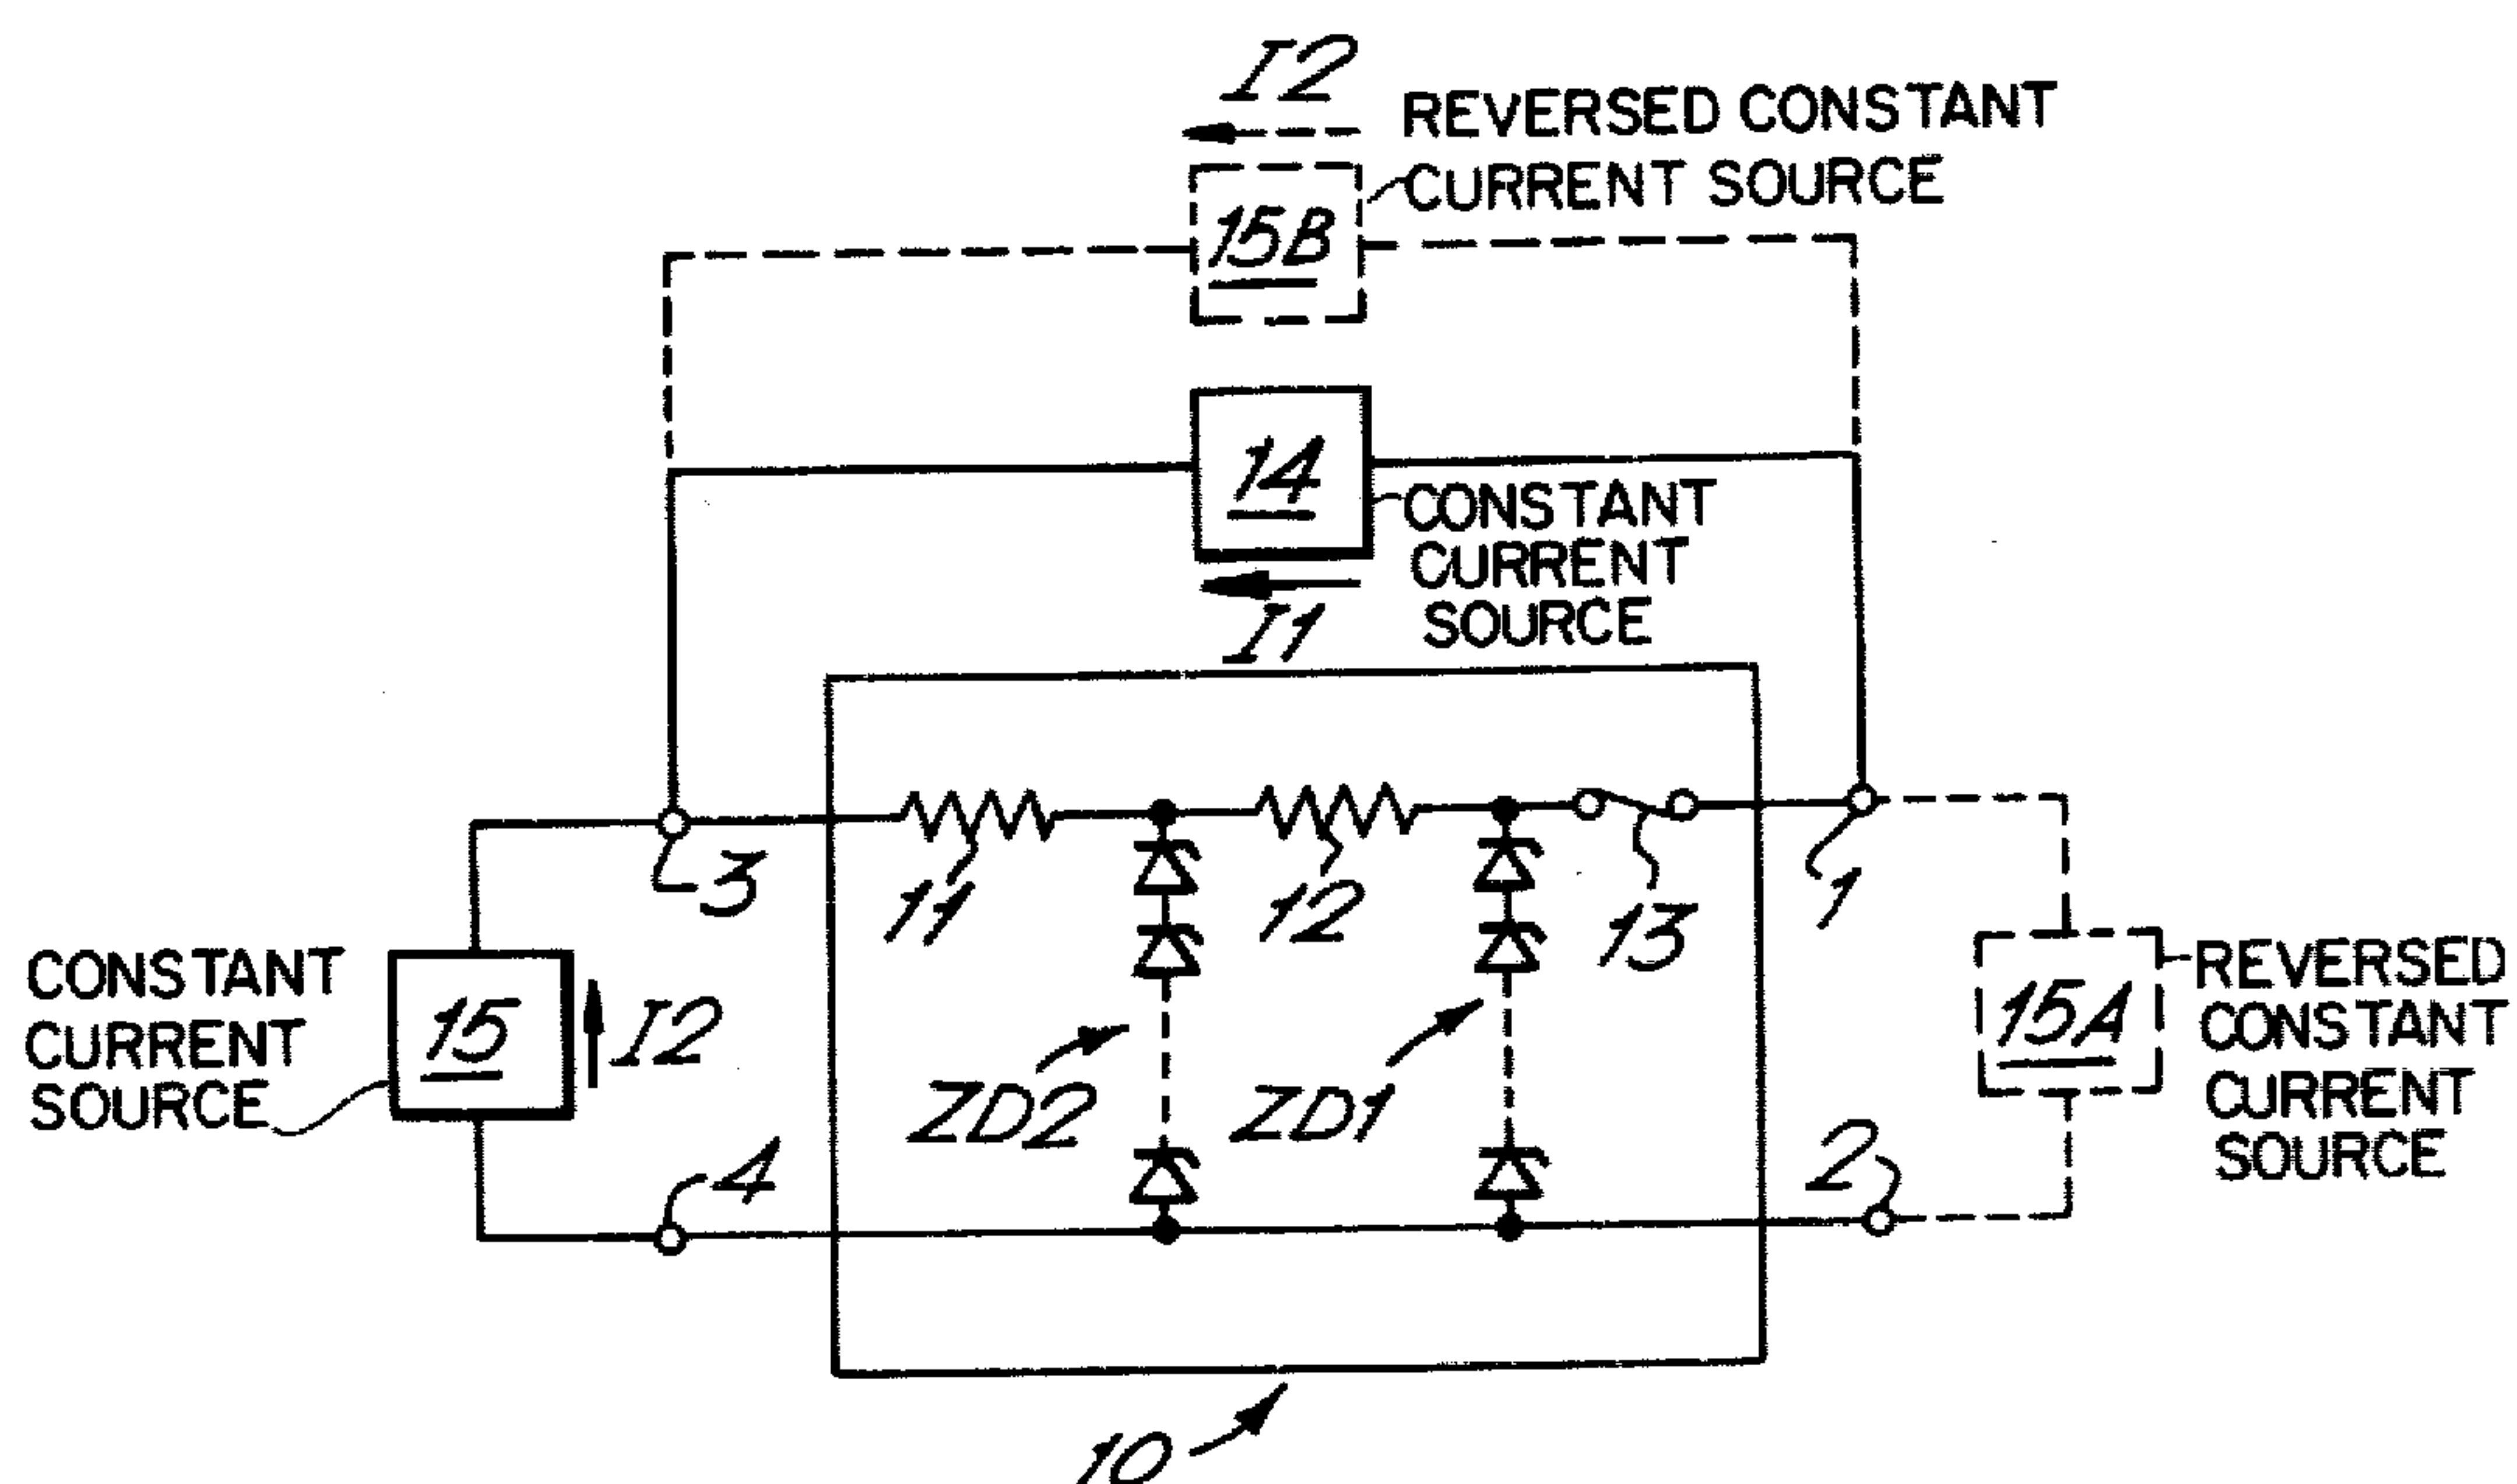 I2
REVERSED CONSTANT
CURRENT SOURCE
15B
14
CONSTANT
CURRENT
SOURCE
I1
3
11
12
13
1
CONSTANT
CURRENT
SOURCE
15
I2
REVERSED
CONSTANT
CURRENT
SOURCE
15A
ZD2
ZD1
4
2
10